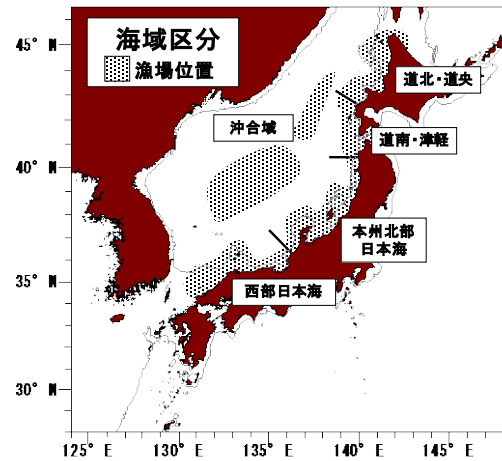 海域区分
漁場位置
45° N
道北・道央
沖合域
道南・津軽
40° N
本州北部
日本海
35° N
西部日本海
30° N
125° E
130° E
135° E
140° E
145° E